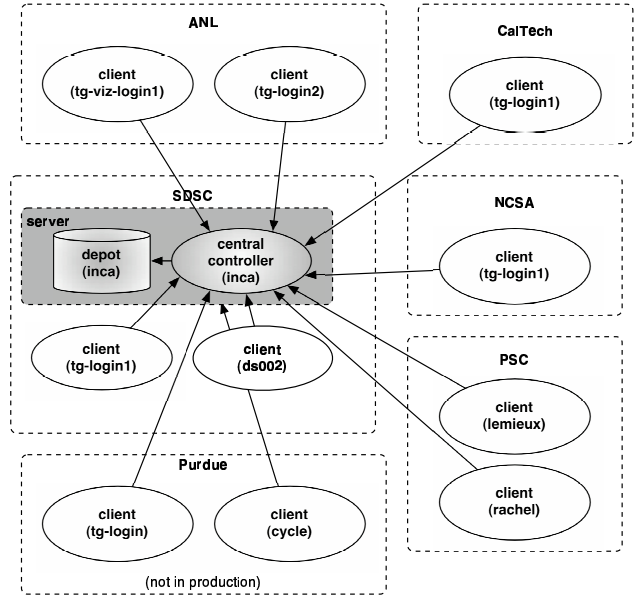 ANL
client
(tg-viz-login1)
client
(tg-login2)
CalTech
client
(tg-login1)
SDSC
server
depot
(inca)
central
controller
(inca)
client
(tg-login1)
client
(ds002)
NCSA
client
(tg-login1)
PSC
client
(lemieux)
client
(rachel)
Purdue
client
(tg-login)
client
(cycle)
(not in production)